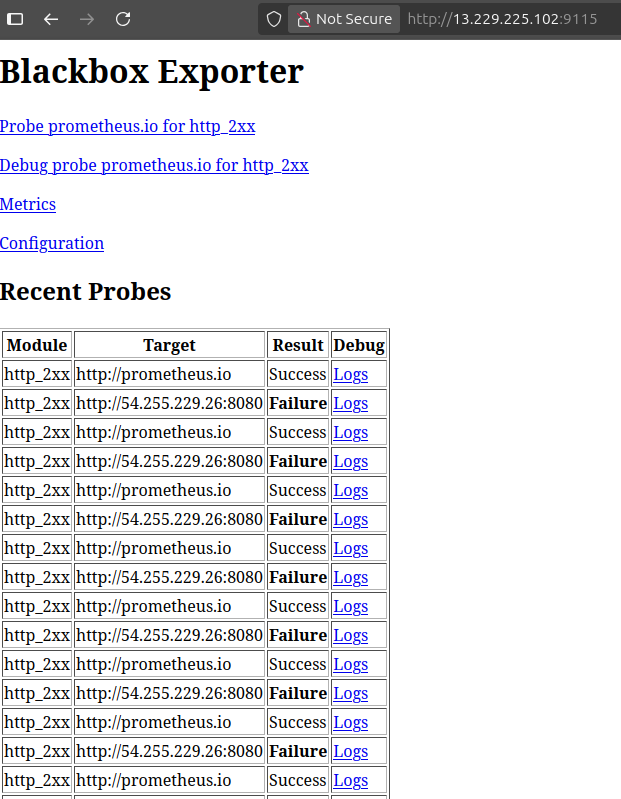 Not Secure http://13.229.225.102:9115
Blackbox Exporter
Probe prometheus.io for http_2xx
Debug probe prometheus.io for http_2xx
Metrics
Configuration
Recent Probes
Module Target Result Debug
http_2xx http://prometheus.io Success Logs
http_2xx http://54.255.229.26:8080 Failure Logs
http_2xx http://prometheus.io Success Logs
http_2xx http://54.255.229.26:8080 Failure Logs
http_2xx http://prometheus.io Success Logs
http_2xx http://54.255.229.26:8080 Failure Logs
http_2xx http://prometheus.io Success Logs
http_2xx http://54.255.229.26:8080 Failure Logs
http_2xx http://prometheus.io Success Logs
http_2xx http://54.255.229.26:8080 Failure Logs
http_2xx http://prometheus.io Success Logs
http_2xx http://54.255.229.26:8080 Failure Logs
http_2xx http://prometheus.io Success Logs
http_2xx http://54.255.229.26:8080 Failure Logs
http_2xx http://prometheus.io Success Logs